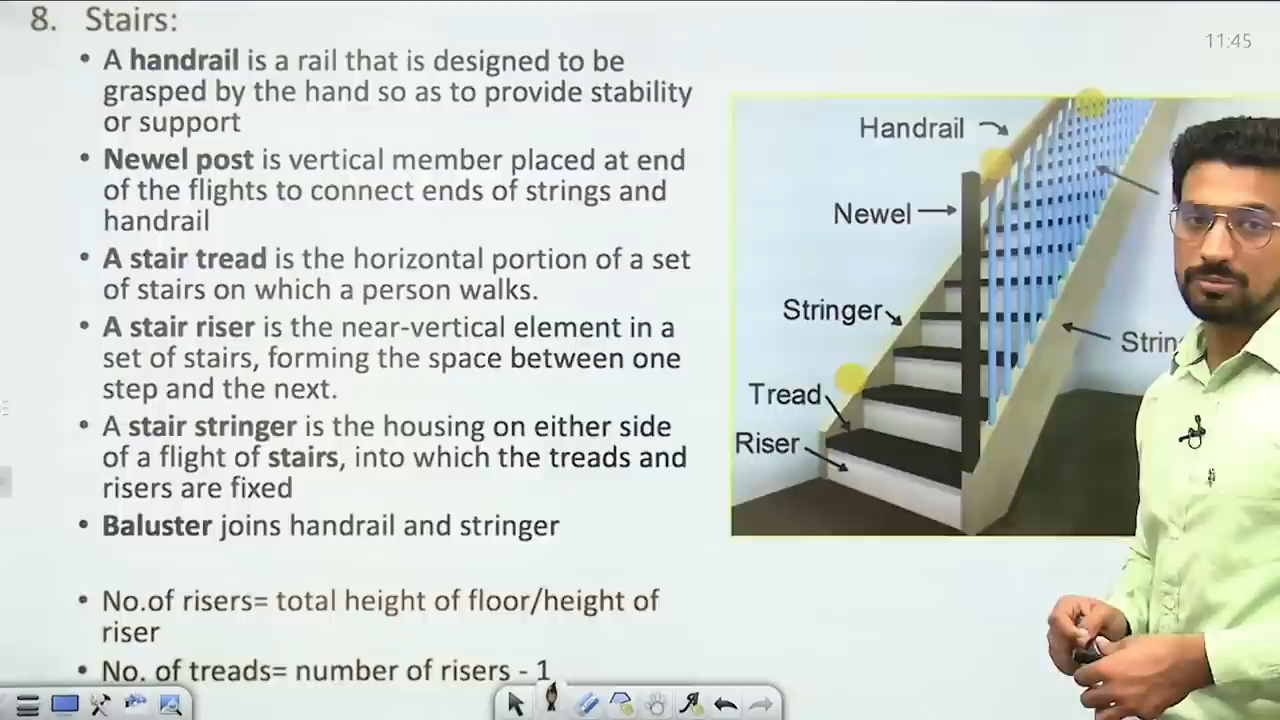 8. Stairs:
• A handrail is a rail that is designed to be
grasped by the hand so as to provide stability
or support
• Newel post is vertical member placed at end
of the flights to connect ends of strings and
handrail
• A stair tread is the horizontal portion of a set
of stairs on which a person walks.
• A stair riser is the near-vertical element in a
set of stairs, forming the space between one
step and the next.
• A stair stringer is the housing on either side
of a flight of stairs, into which the treads and
risers are fixed
• Baluster joins handrail and stringer
• No.of risers= total height of floor/height of
riser
• No. of treads= number of risers - 1
11:45
Handrail
Newel
Stringer
Strin
Tread
Riser